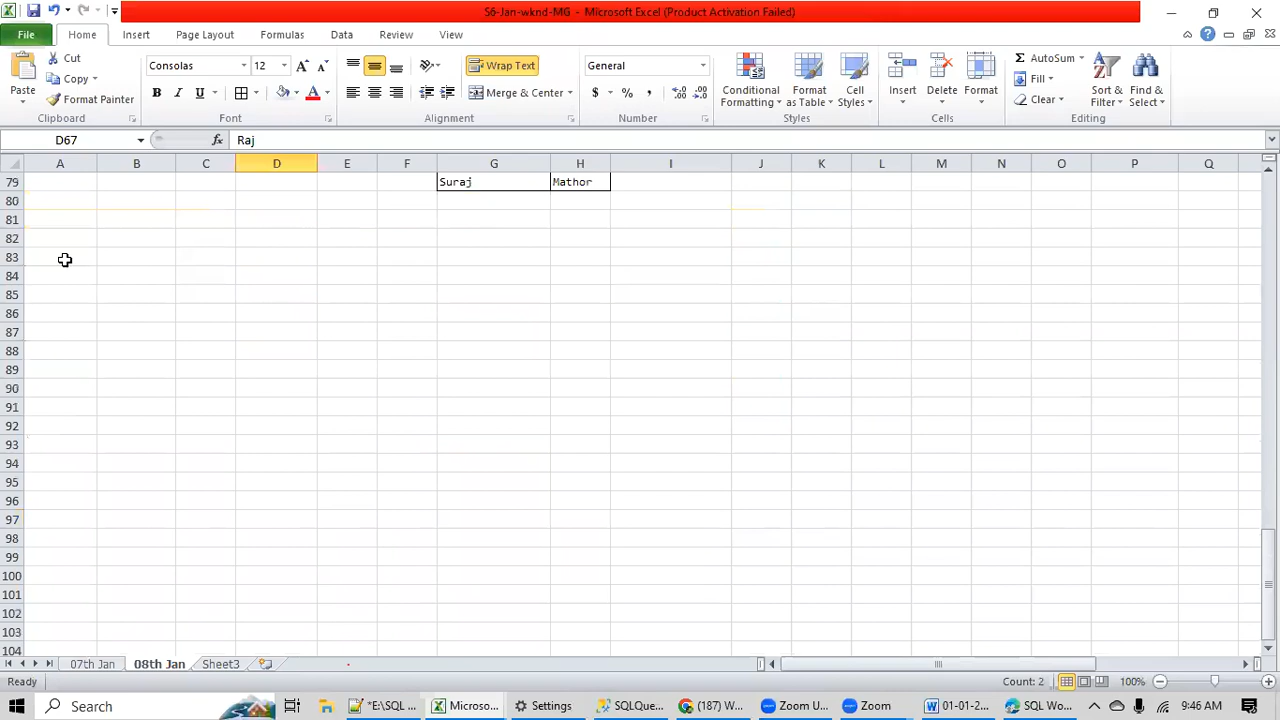 S6-Jan-wknd-MG - Microsoft Excel (Product Activation Failed)
File Home Insert Page Layout Formulas Data Review View
Paste
Cut
Copy
Format Painter
Clipboard
Consolas 12
B I U
Font
Wrap Text
Merge & Center
Alignment
General
$ % ,
Number
Conditional Formatting
Format as Table
Cell Styles
Styles
Insert Delete Format
Cells
AutoSum
Fill
Clear
Sort & Filter
Find & Select
Editing
D67 fx Raj
A B C D E F G H I J K L M N O P Q
79 Suraj Mathor
80
81
82
83
84
85
86
87
88
89
90
91
92
93
94
95
96
97
98
99
100
101
102
103
104
07th Jan 08th Jan Sheet3
Ready Count: 2 100%
Search *E:\SQL ... Microso... Settings SQLQue... (187) W... Zoom U... Zoom 01-01-2... SQL Wo... 9:46 AM